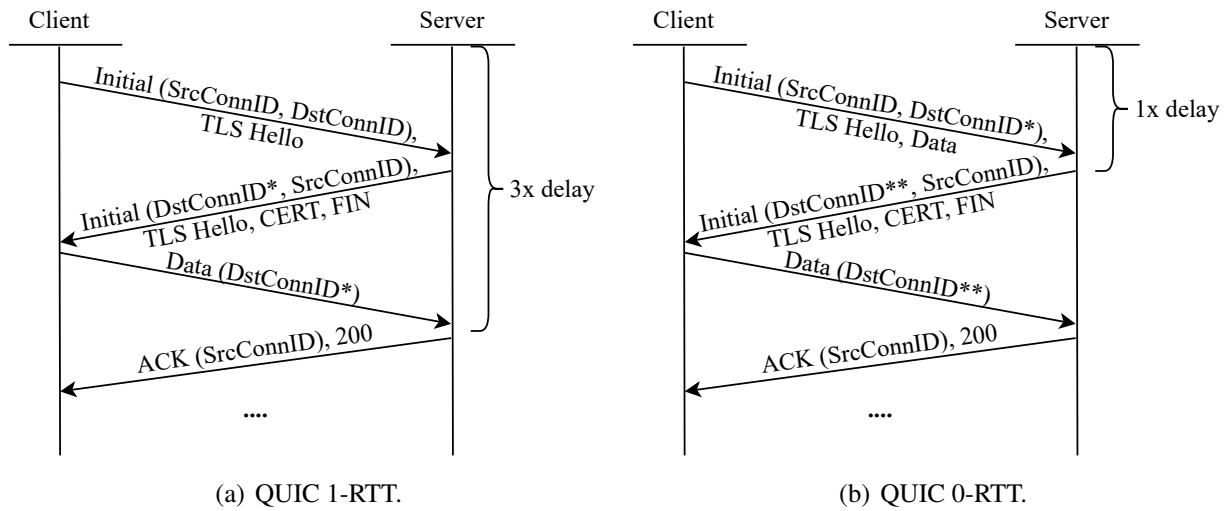 Client
Server
Initial (SrcConnID, DstConnID),
TLS Hello
Initial (DstConnID*, SrcConnID),
TLS Hello, CERT, FIN
Data (DstConnID*)
ACK (SrcConnID), 200
....
3x delay
(a) QUIC 1-RTT.
Client
Server
Initial (SrcConnID, DstConnID*),
TLS Hello, Data
Initial (DstConnID**, SrcConnID),
TLS Hello, CERT, FIN
Data (DstConnID**)
ACK (SrcConnID), 200
....
1x delay
(b) QUIC 0-RTT.